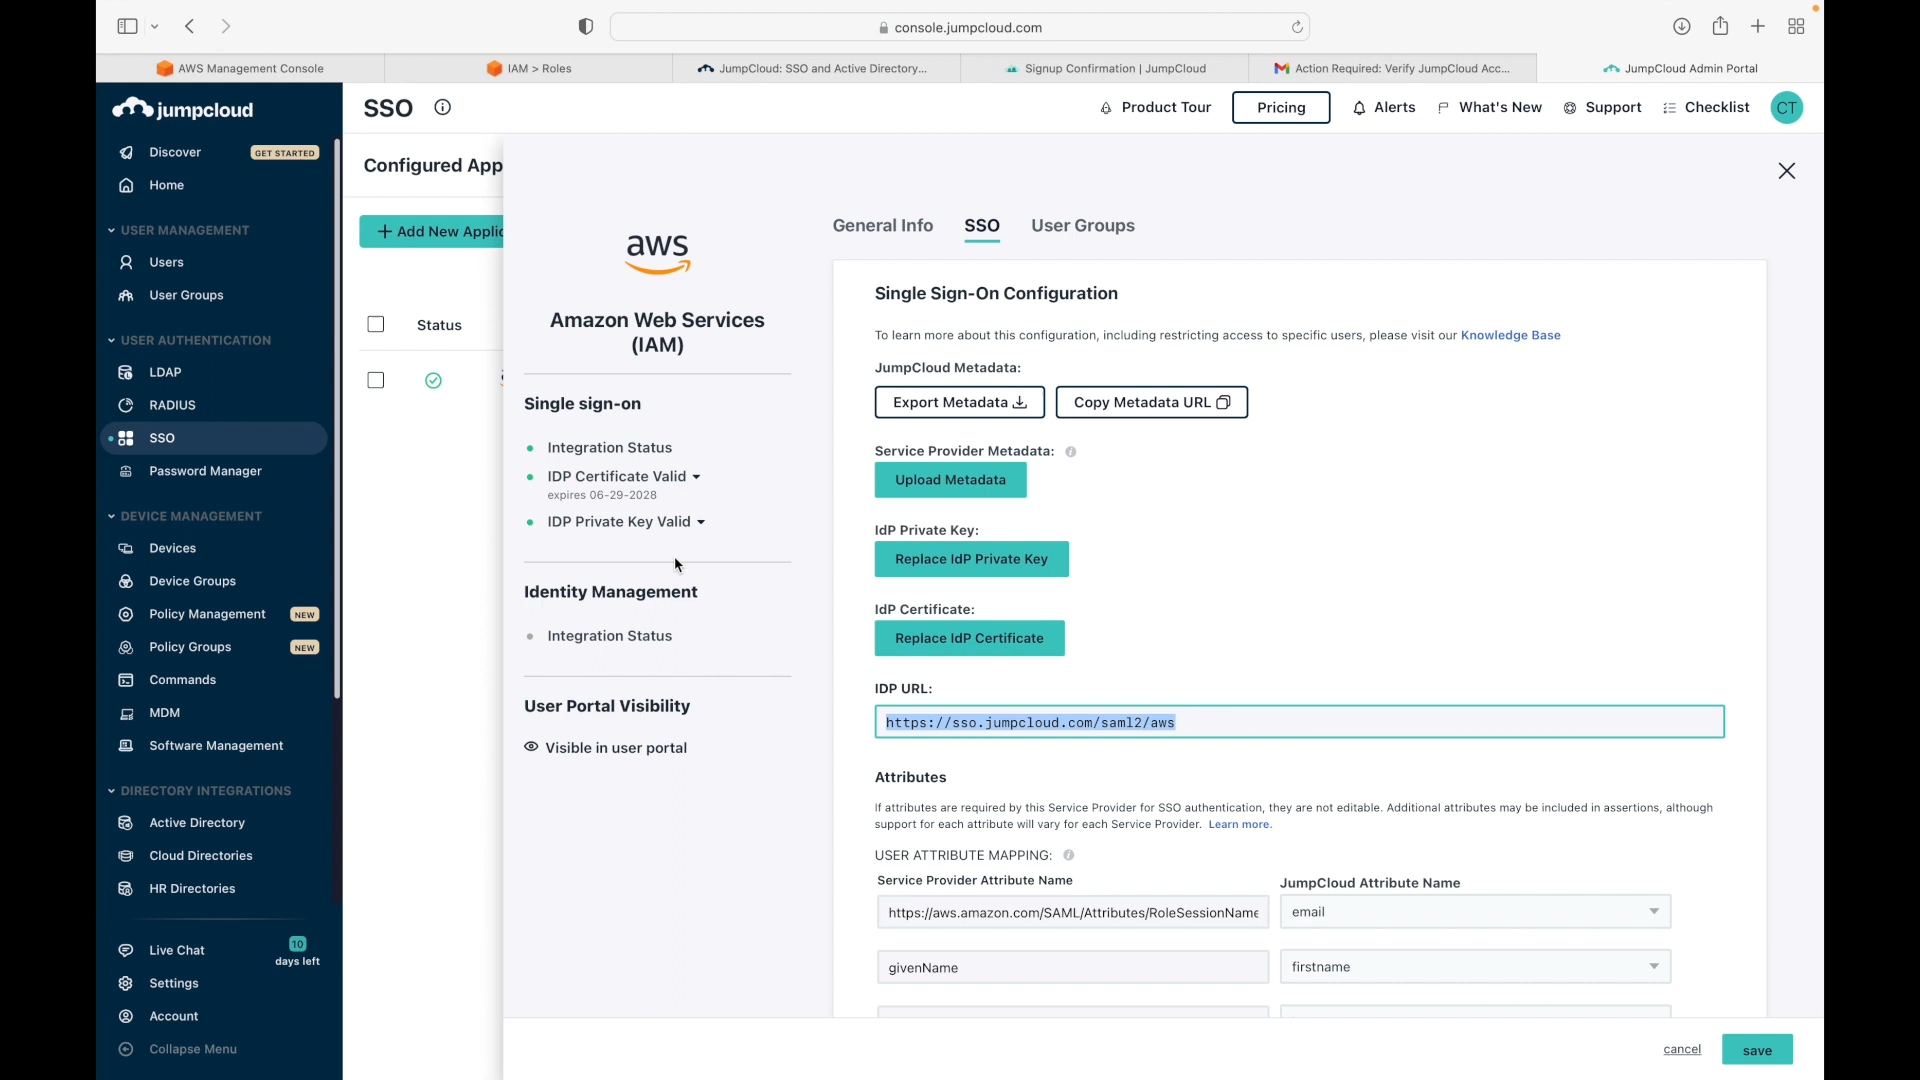 console.jumpcloud.com
AWS Management Console
IAM > Roles
JumpCloud: SSO and Active Directory...
Signup Confirmation | JumpCloud
Action Required: Verify JumpCloud Acc...
JumpCloud Admin Portal
jumpcloud
Discover
GET STARTED
Home
USER MANAGEMENT
Users
User Groups
USER AUTHENTICATION
LDAP
RADIUS
SSO
Password Manager
DEVICE MANAGEMENT
Devices
Device Groups
Policy Management
NEW
Policy Groups
NEW
Commands
MDM
Software Management
DIRECTORY INTEGRATIONS
Active Directory
Cloud Directories
HR Directories
Live Chat
10
days left
Settings
Account
Collapse Menu
SSO
Product Tour
Pricing
Alerts
What's New
Support
Checklist
CT
Configured App
+ Add New Applic
Status
aws
Amazon Web Services
(IAM)
Single sign-on
Integration Status
IDP Certificate Valid
expires 06-29-2028
IDP Private Key Valid
Identity Management
Integration Status
User Portal Visibility
Visible in user portal
General Info
SSO
User Groups
Single Sign-On Configuration
To learn more about this configuration, including restricting access to specific users, please visit our Knowledge Base
JumpCloud Metadata:
Export Metadata
Copy Metadata URL
Service Provider Metadata:
Upload Metadata
IdP Private Key:
Replace IdP Private Key
IdP Certificate:
Replace IdP Certificate
IDP URL:
https://sso.jumpcloud.com/saml2/aws
Attributes
If attributes are required by this Service Provider for SSO authentication, they are not editable. Additional attributes may be included in assertions, although
support for each attribute will vary for each Service Provider. Learn more.
USER ATTRIBUTE MAPPING:
Service Provider Attribute Name
JumpCloud Attribute Name
https://aws.amazon.com/SAML/Attributes/RoleSessionName
email
givenName
firstname
cancel
save